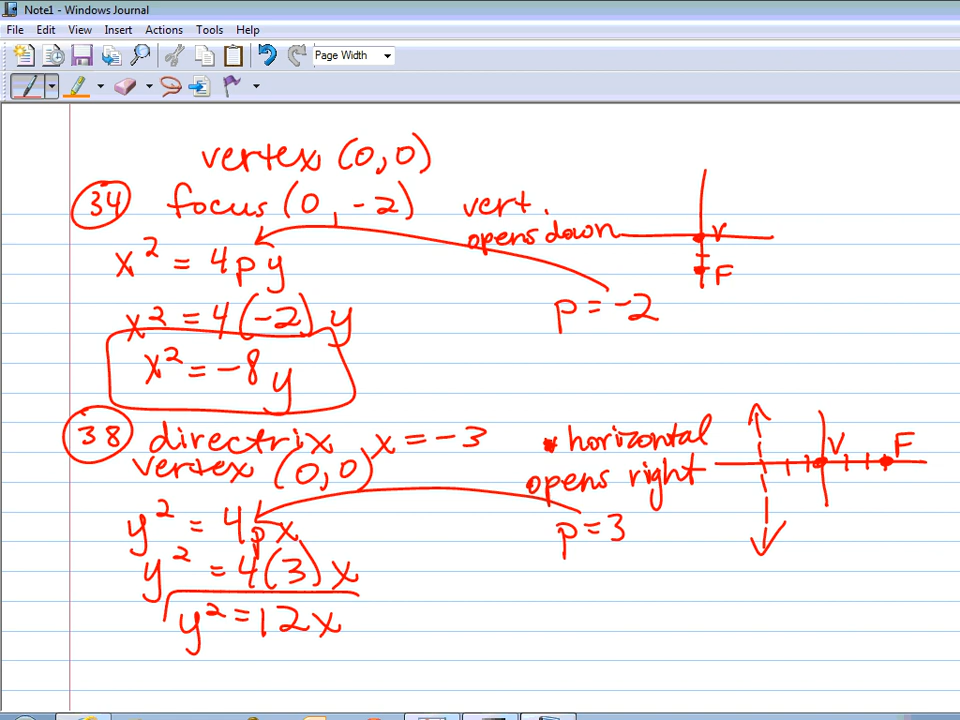 Note1 - Windows Journal
File Edit View Insert Actions Tools Help
Page Width
vertex (0,0)
34 focus (0, -2) vert.
opens down
V
F
x² = 4py
p = -2
x² = 4(-2)y
x² = -8y
38 directrix x = -3
vertex (0,0)
horizontal
opens right
V F
y² = 4px
p = 3
y² = 4(3)x
y² = 12x